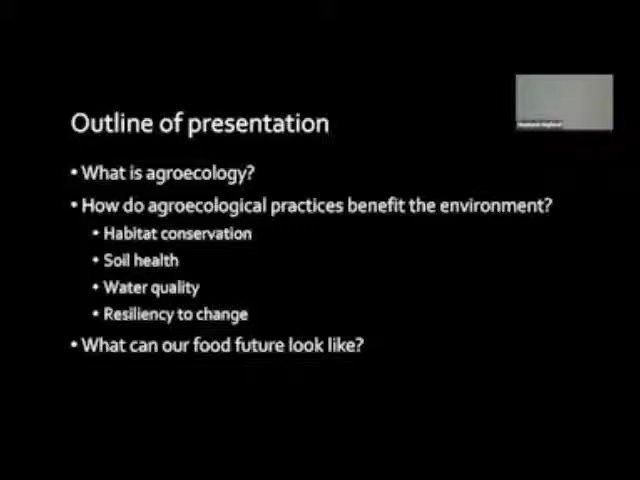 Outline of presentation
• What is agroecology?
• How do agroecological practices benefit the environment?
• Habitat conservation
• Soil health
• Water quality
• Resiliency to change
• What can our food future look like?